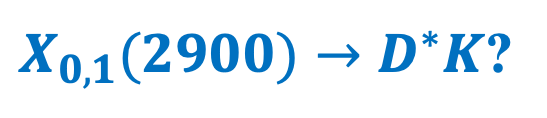 X₀,₁(2900) → D*K?